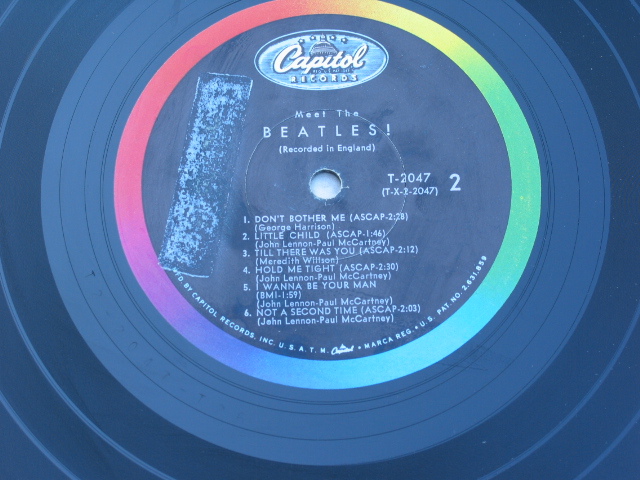 Capitol
RECORDS
Meet The
BEATLES!
(Recorded in England)
T-2047
(T-X-2-2047)
2
1. DON'T BOTHER ME (ASCAP-2:28)
(George Harrison)
2. LITTLE CHILD (ASCAP-1:46)
(John Lennon-Paul McCartney)
3. TILL THERE WAS YOU (ASCAP-2:12)
(Meredith Willson)
4. HOLD ME TIGHT (ASCAP-2:30)
(John Lennon-Paul McCartney)
5. I WANNA BE YOUR MAN
(BMI-1:59)
(John Lennon-Paul McCartney)
6. NOT A SECOND TIME (ASCAP-2:03)
(John Lennon-Paul McCartney)
MFD BY CAPITOL RECORDS, INC. U.S.A. T.M. Capitol MARCA REG. • U.S. PAT. NO. 2,631,859